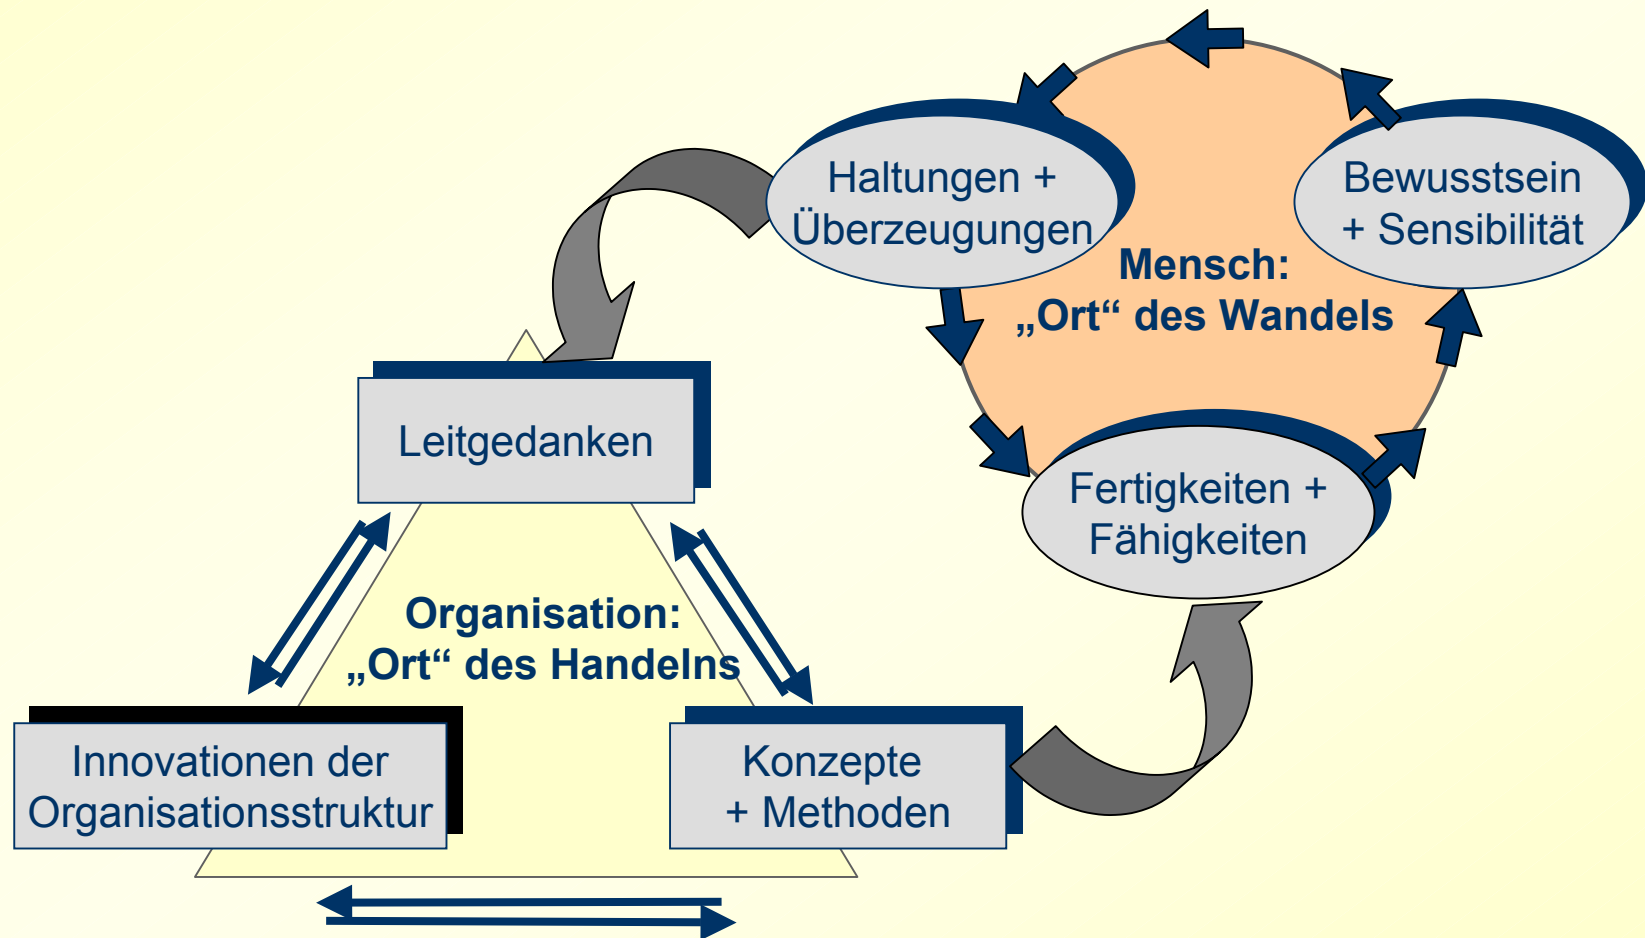 Haltungen +
Überzeugungen
Bewusstsein
+ Sensibilität
Mensch:
„Ort“ des Wandels
Leitgedanken
Fertigkeiten +
Fähigkeiten
Organisation:
„Ort“ des Handelns
Innovationen der
Organisationsstruktur
Konzepte
+ Methoden